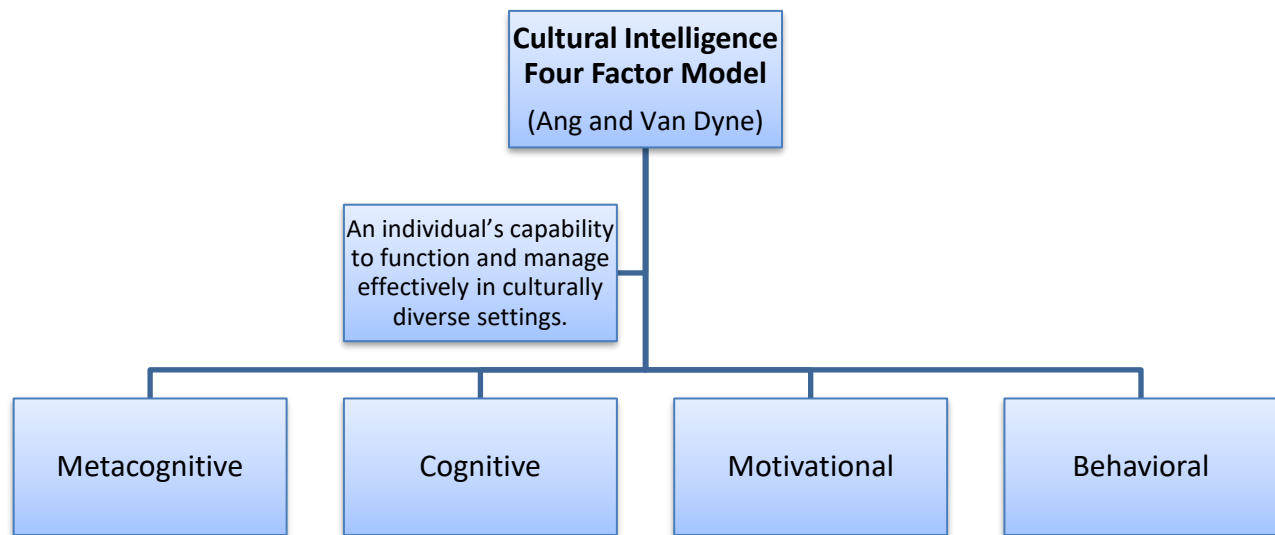 Cultural Intelligence
Four Factor Model
(Ang and Van Dyne)
An individual’s capability
to function and manage
effectively in culturally
diverse settings.
Metacognitive
Cognitive
Motivational
Behavioral